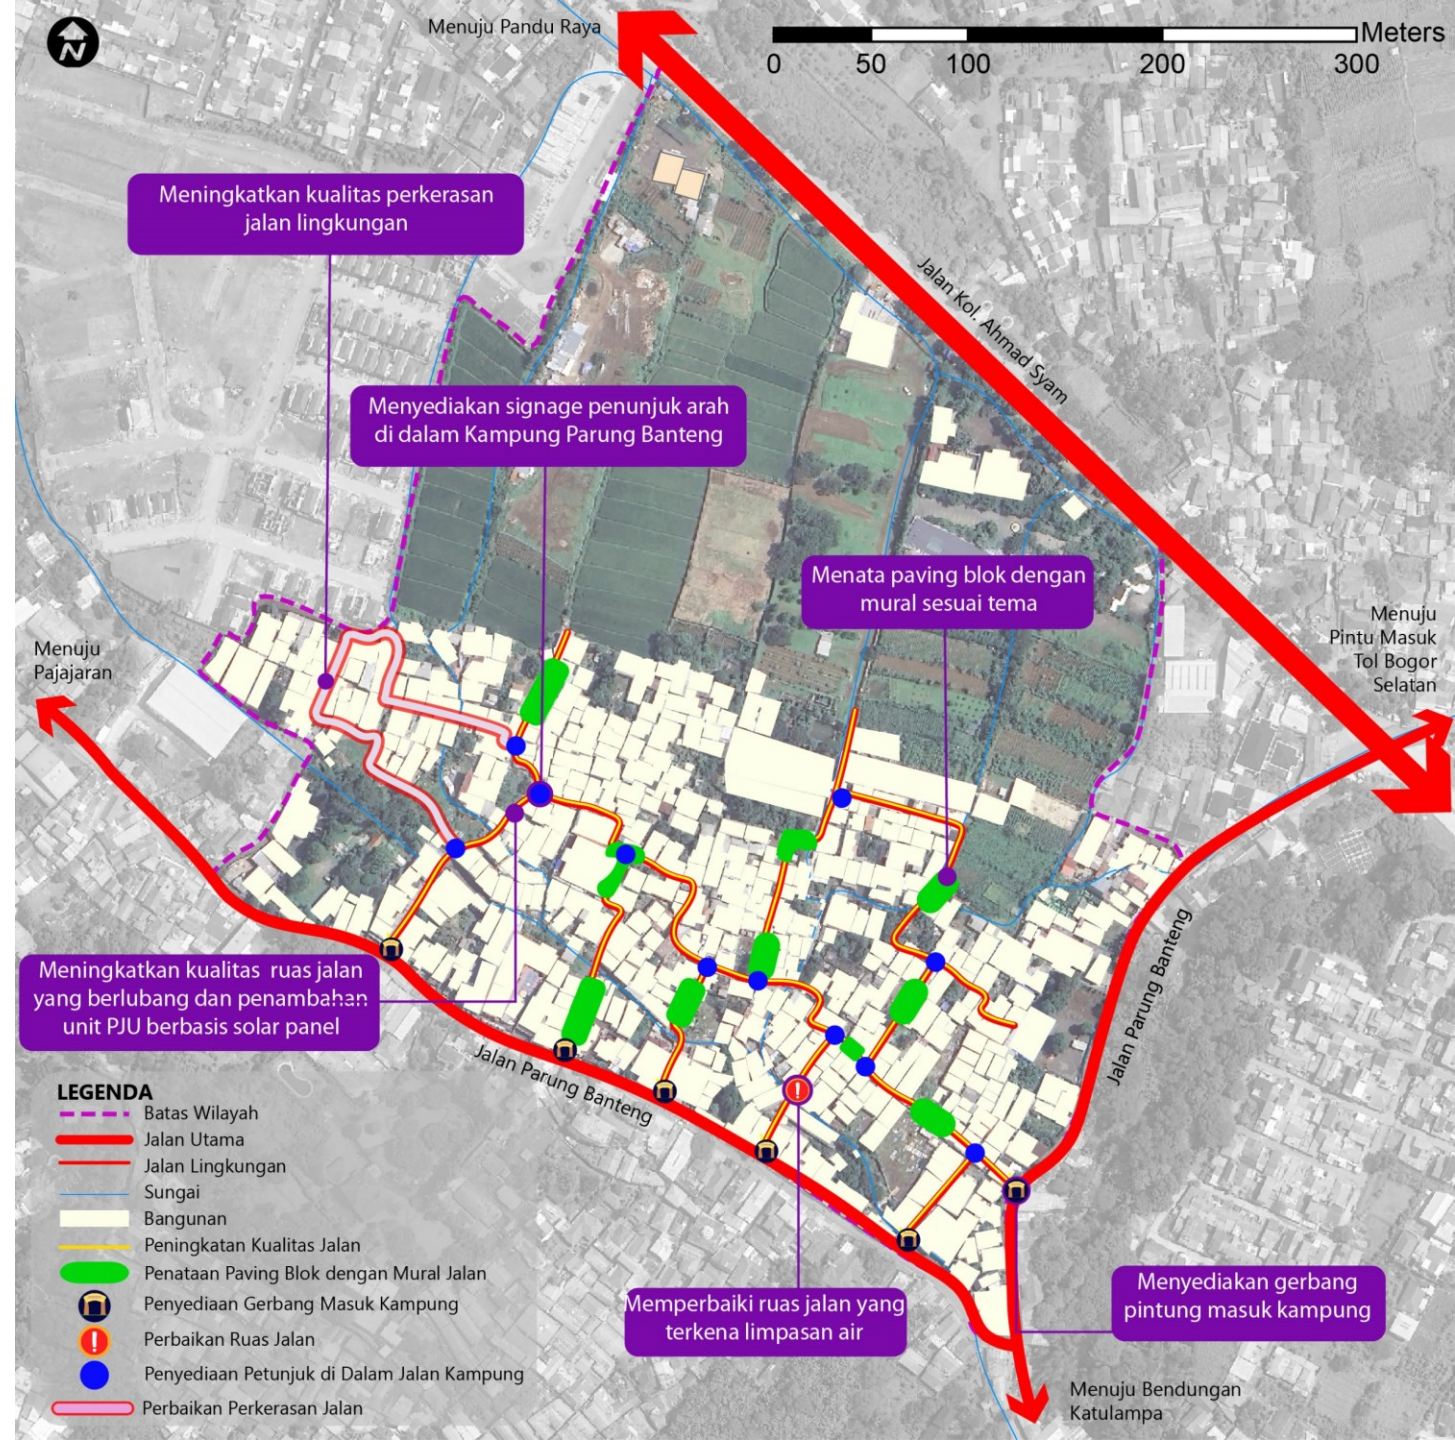 N
Menuju Pandu Raya
Meters
0 50 100 200 300
Meningkatkan kualitas perkerasan
jalan lingkungan
Jalan Kol. Ahmad Syam
Menyediakan signage penunjuk arah
di dalam Kampung Parung Banteng
Menata paving blok dengan
mural sesuai tema
Menuju
Pintu Masuk
Tol Bogor
Selatan
Menuju
Pajajaran
Meningkatkan kualitas ruas jalan
yang berlubang dan penambahan
unit PJU berbasis solar panel
Jalan Parung Banteng
Jalan Parung Banteng
!
LEGENDA
Batas Wilayah
Jalan Utama
Jalan Lingkungan
Sungai
Bangunan
Peningkatan Kualitas Jalan
Penataan Paving Blok dengan Mural Jalan
Penyediaan Gerbang Masuk Kampung
! Perbaikan Ruas Jalan
Penyediaan Petunjuk di Dalam Jalan Kampung
Perbaikan Perkerasan Jalan
Memperbaiki ruas jalan yang
terkena limpasan air
Menyediakan gerbang
pintung masuk kampung
Menuju Bendungan
Katulampa